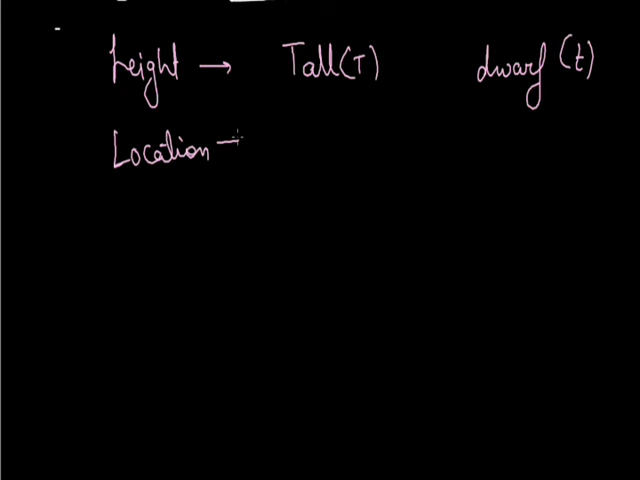 height → Tall(T) dwarf (t)
Location →